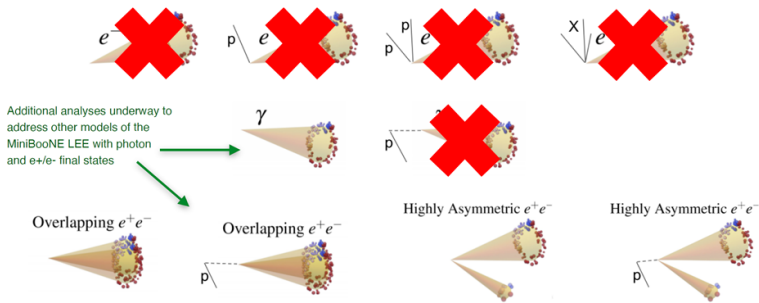 e⁻
p
e
p
p
e
X
e
Additional analyses underway to
address other models of the
MiniBooNE LEE with photon
and e+/e- final states
γ
p
Overlapping e⁺e⁻
Overlapping e⁺e⁻
p
Highly Asymmetric e⁺e⁻
Highly Asymmetric e⁺e⁻
p